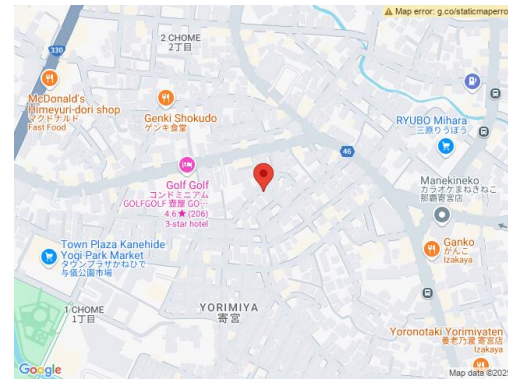 Map error: g.co/staticmaperro
2 CHOME
2丁目
330
McDonald's
Himeyuri-dori shop
マクドナルド
Fast Food
Genki Shokudo
ゲンキ食堂
RYUBO Mihara
三原りうぼう
46
Golf Golf
コンドミニアム
GOLFGOLF 壺屋 GO…
4.6★(206)
3-star hotel
Manekineko
カラオケまねきねこ
那覇寄宮店
Town Plaza Kanehide
Yogi Park Market
タウンプラザかねひで
与儀公園市場
Ganko
がんこ
Izakaya
1 CHOME
1丁目
YORIMIYA
寄宮
Yoronotaki Yorimiyaten
養老乃瀧 寄宮店
Izakaya
Google
Map data ©2025